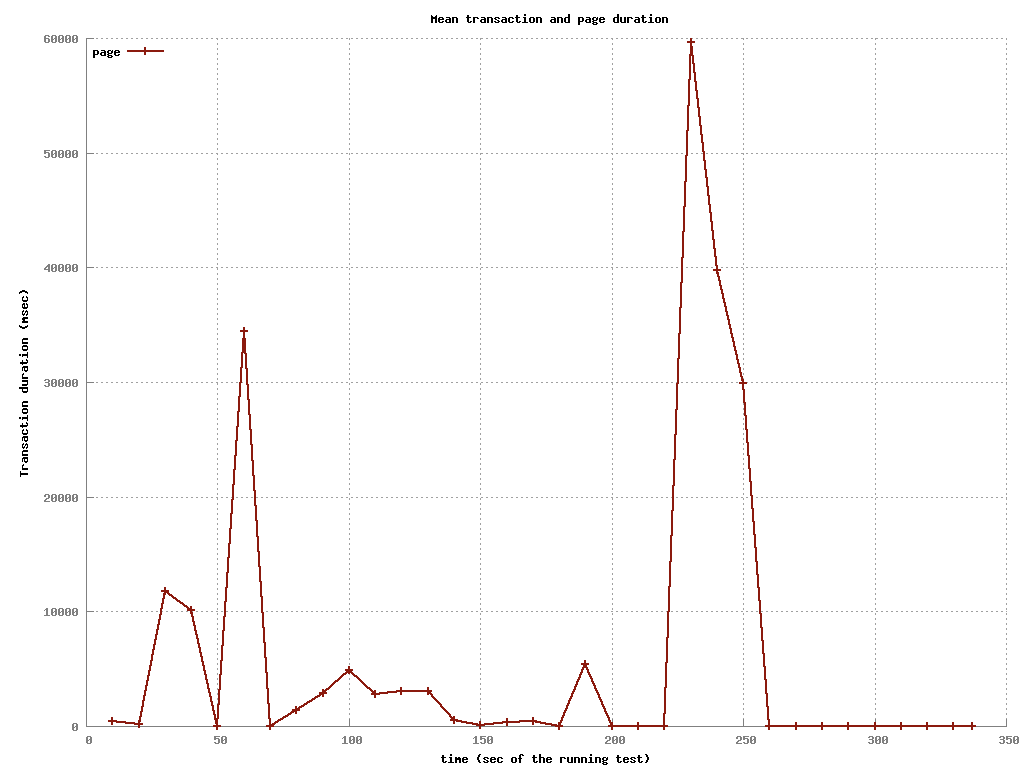 Mean transaction and page duration
page
60000
50000
40000
30000
20000
10000
0
Transaction duration (msec)
0 50 100 150 200 250 300 350
time (sec of the running test)